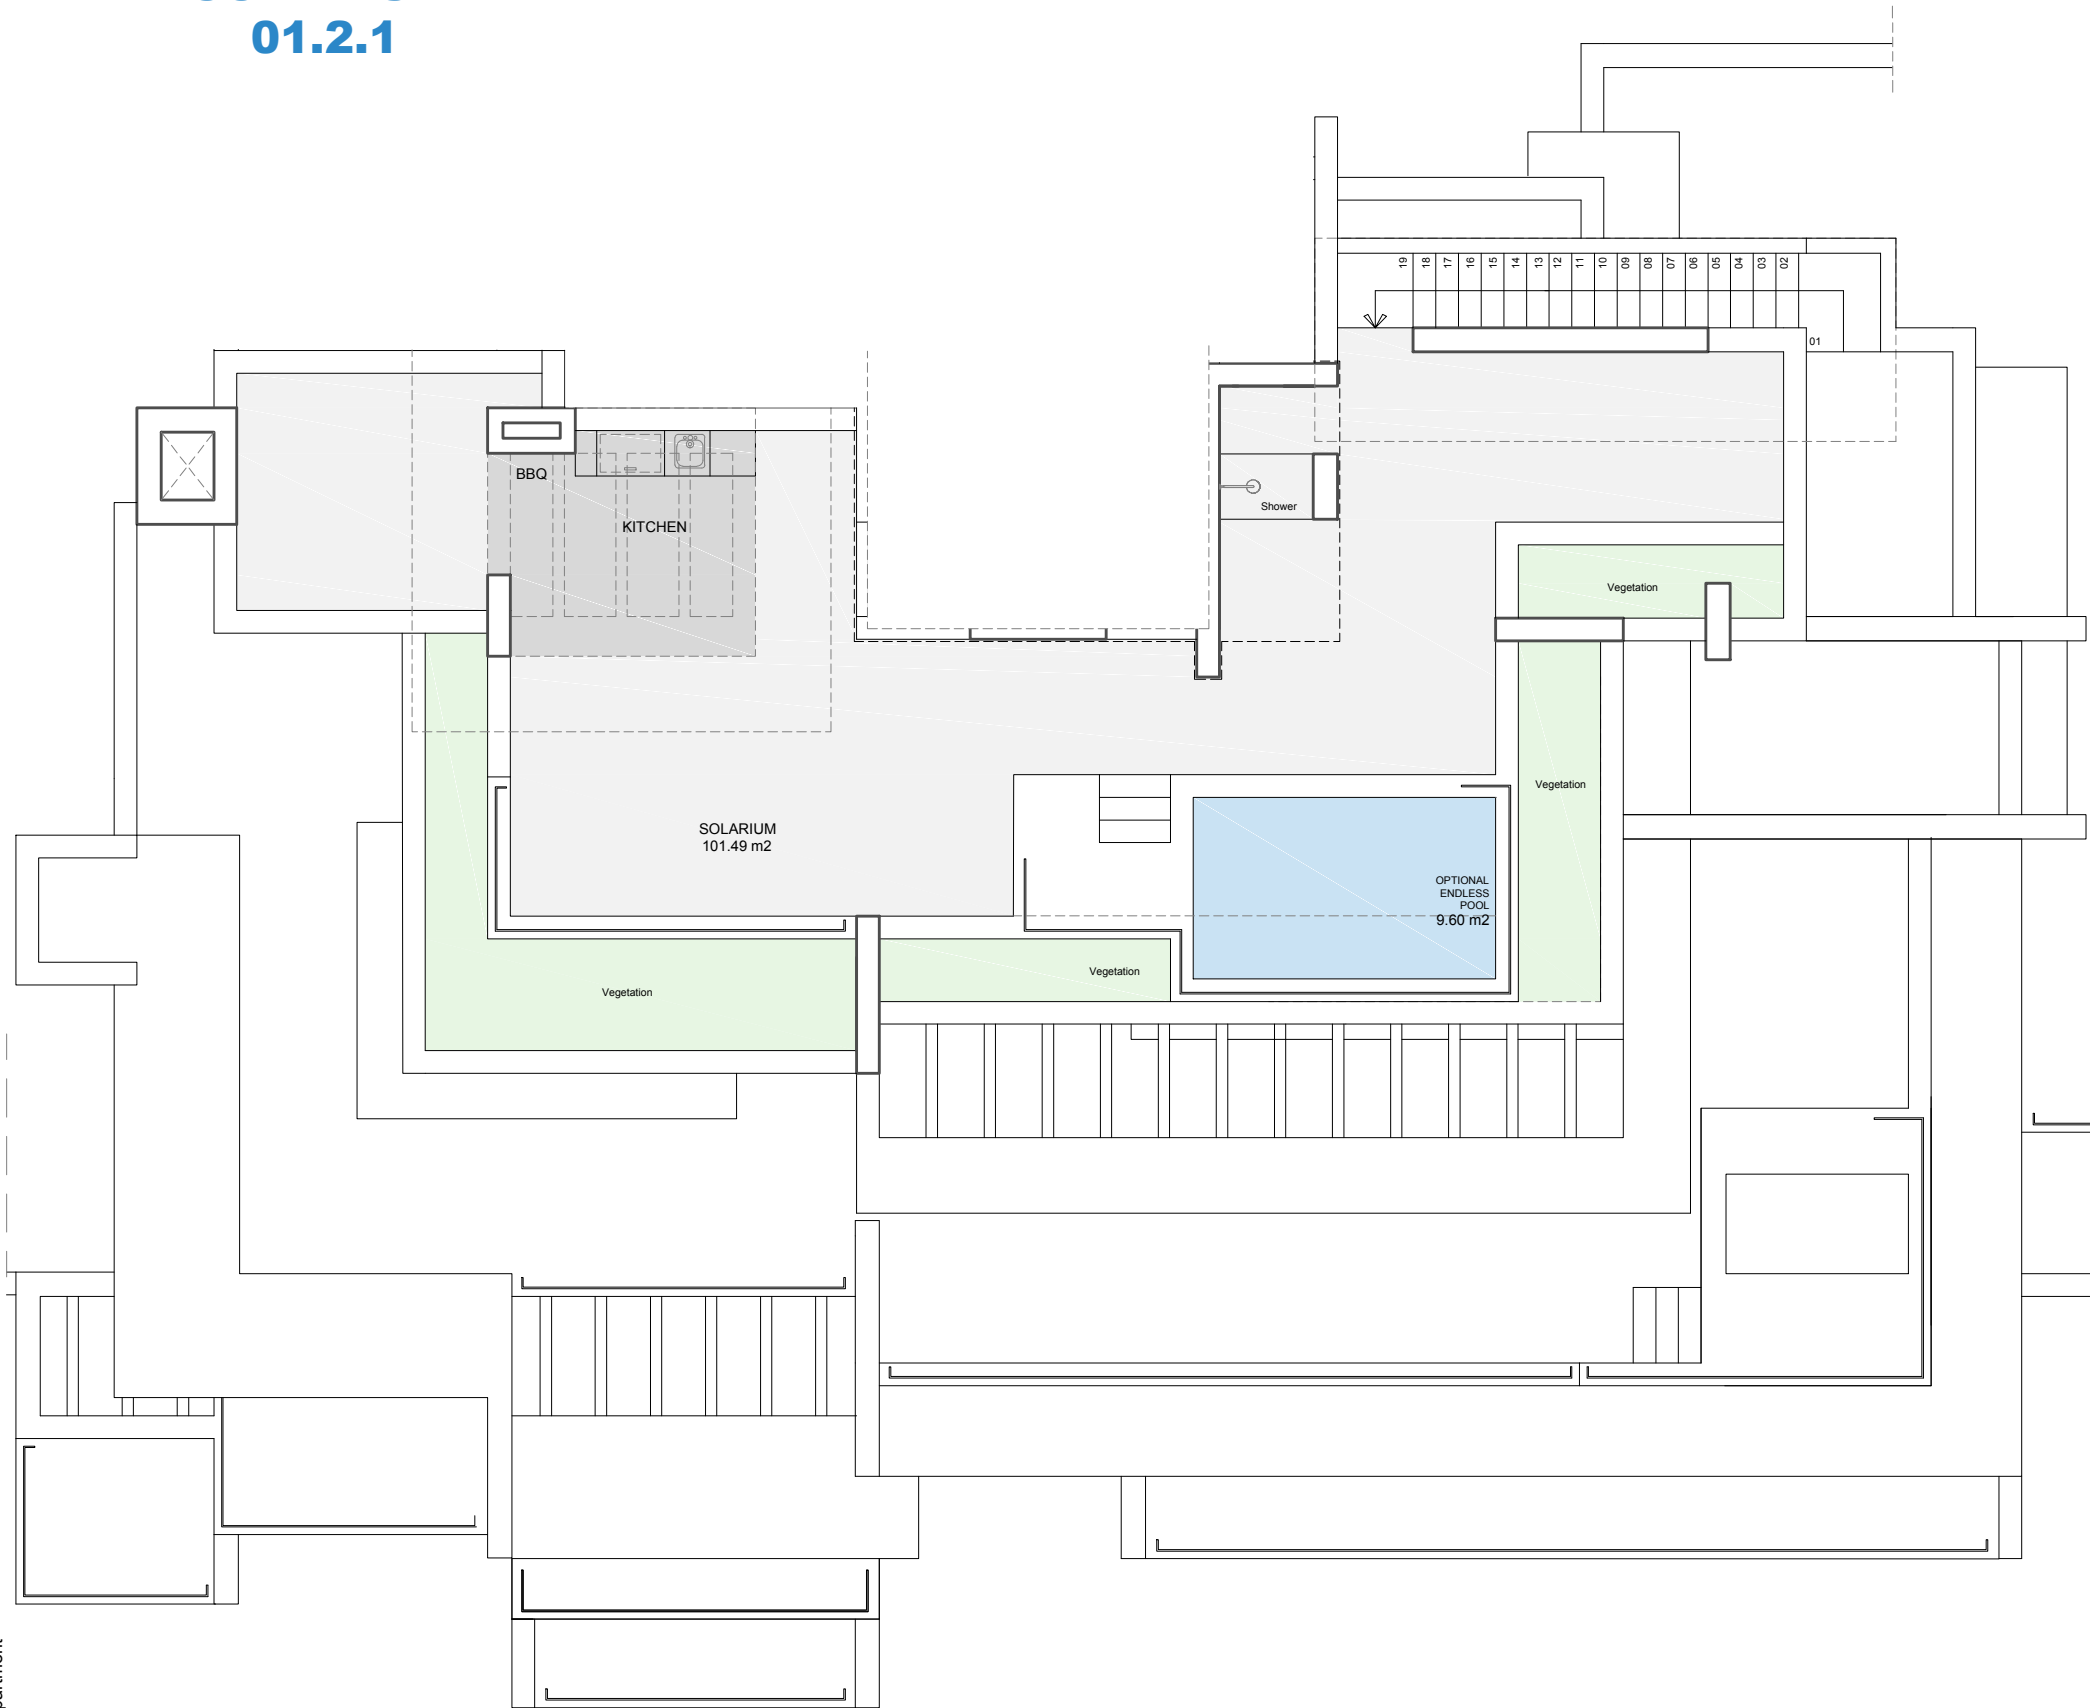 01.2.1
19 18 17 16 15 14 13 12 11 10 09 08 07 06 05 04 03 02
01
BBQ
KITCHEN
Shower
Vegetation
Vegetation
SOLARIUM
101.49 m2
OPTIONAL
ENDLESS
POOL
9.60 m2
Vegetation
Vegetation